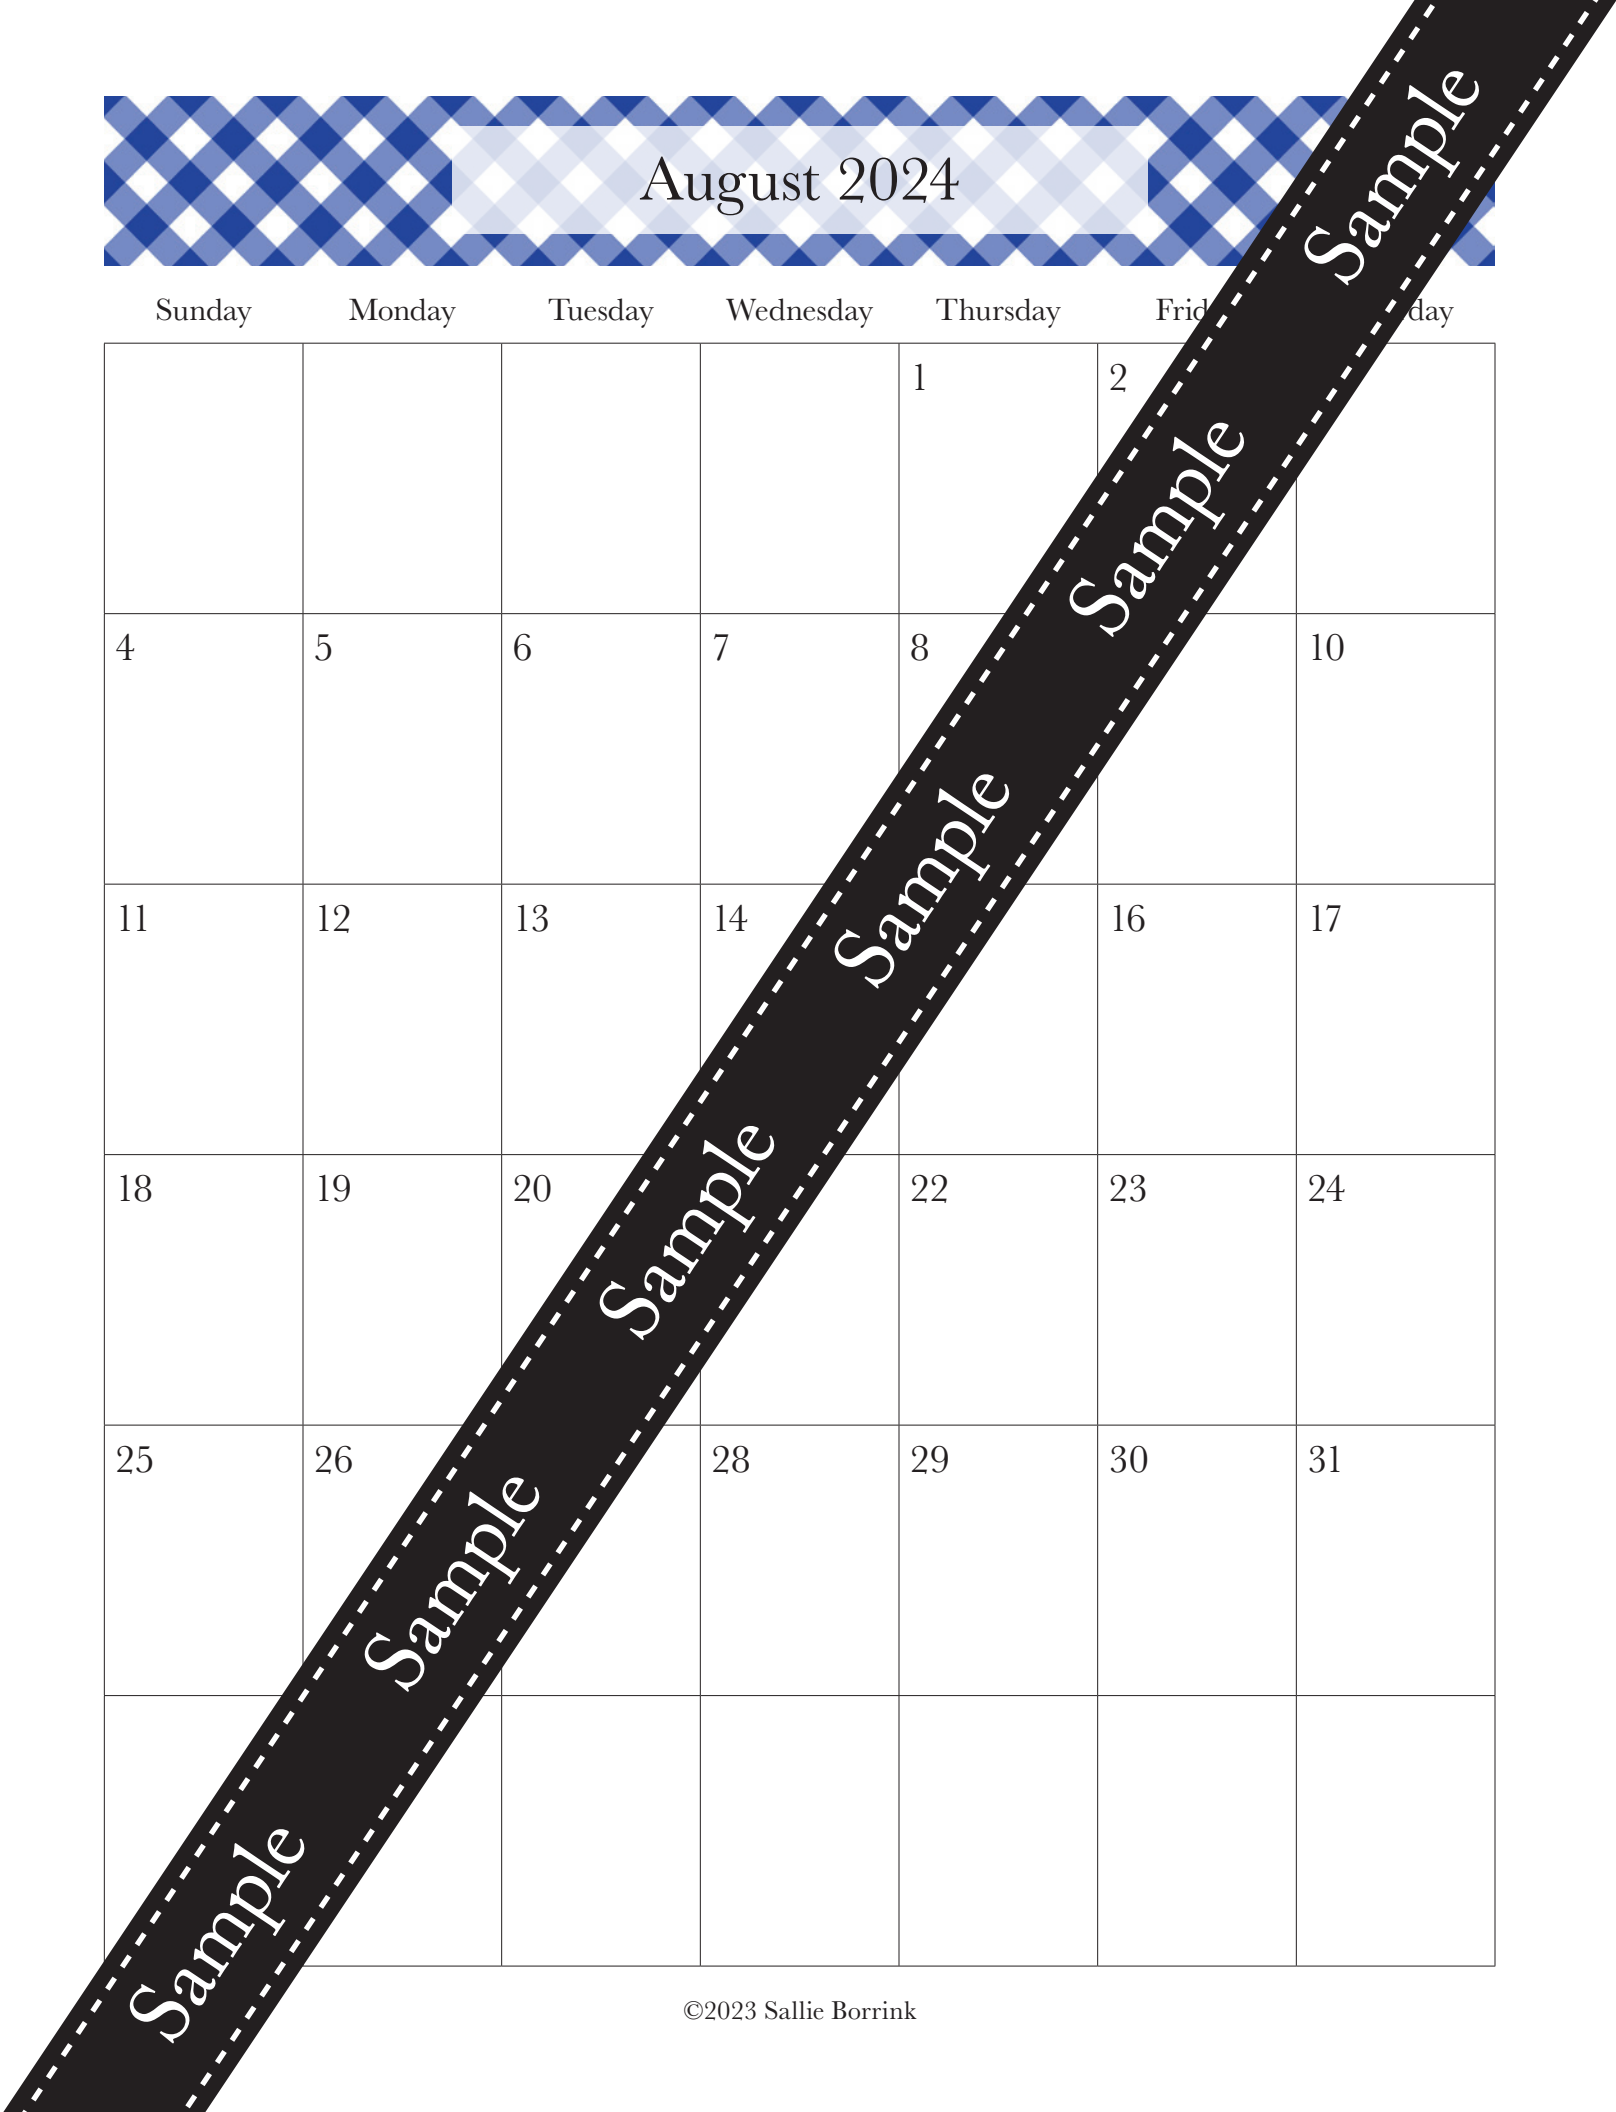 August 2024
Sunday Monday Tuesday Wednesday Thursday Frid day
1 2
4 5 6 7 8 10
11 12 13 14 16 17
18 19 20 22 23 24
25 26 28 29 30 31
Sample
Sample
Sample
Sample
Sample
Sample
©2023 Sallie Borrink